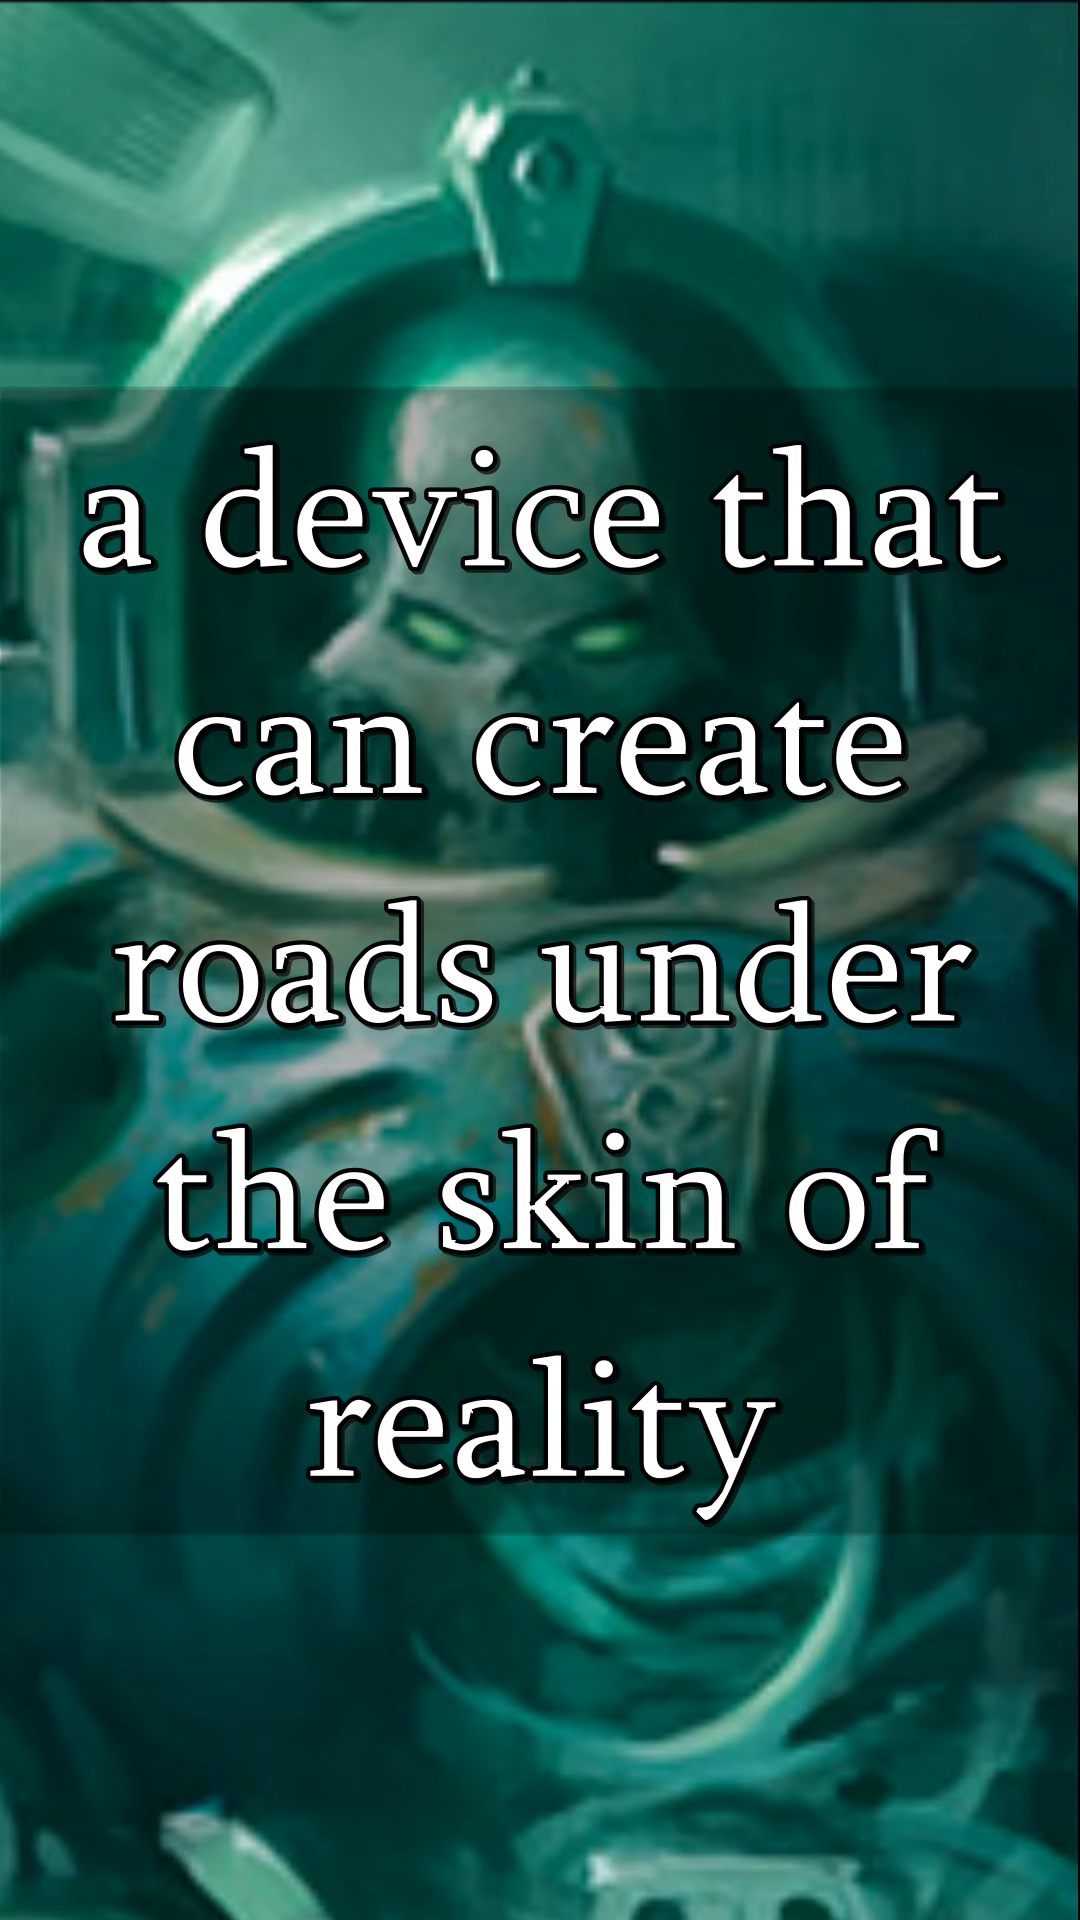 a device that
can create
roads under
the skin of
reality